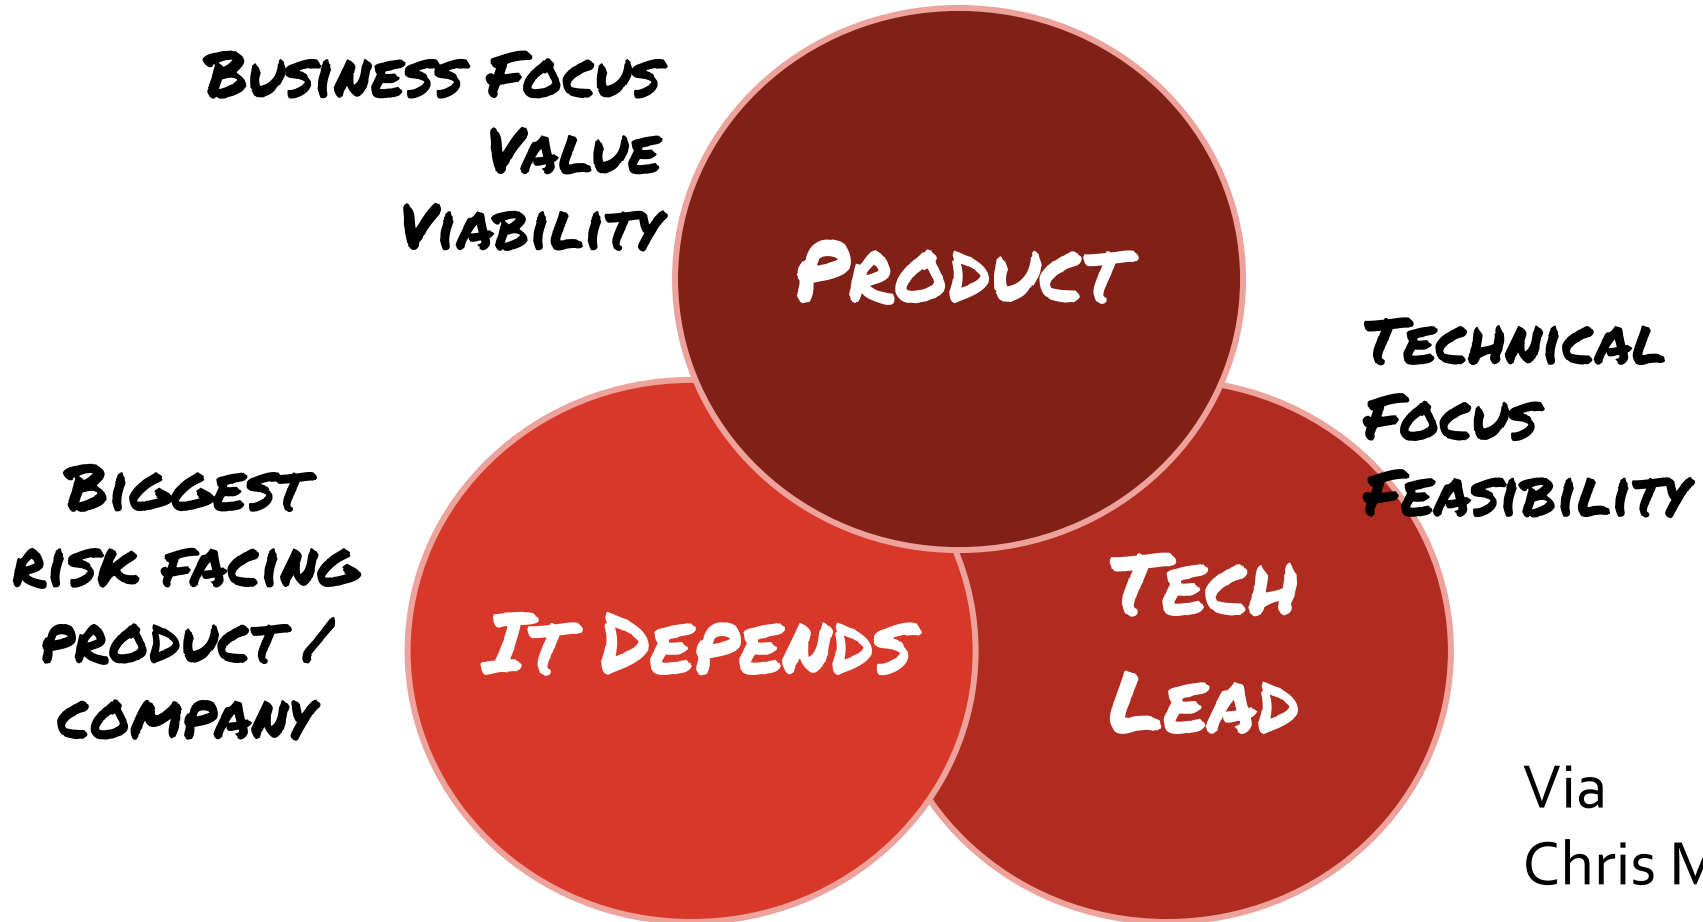 Business Focus
Value
Viability
Product
Technical
Focus
Feasibility
Biggest
risk facing
product /
company
It Depends
Tech
Lead
Via
Chris